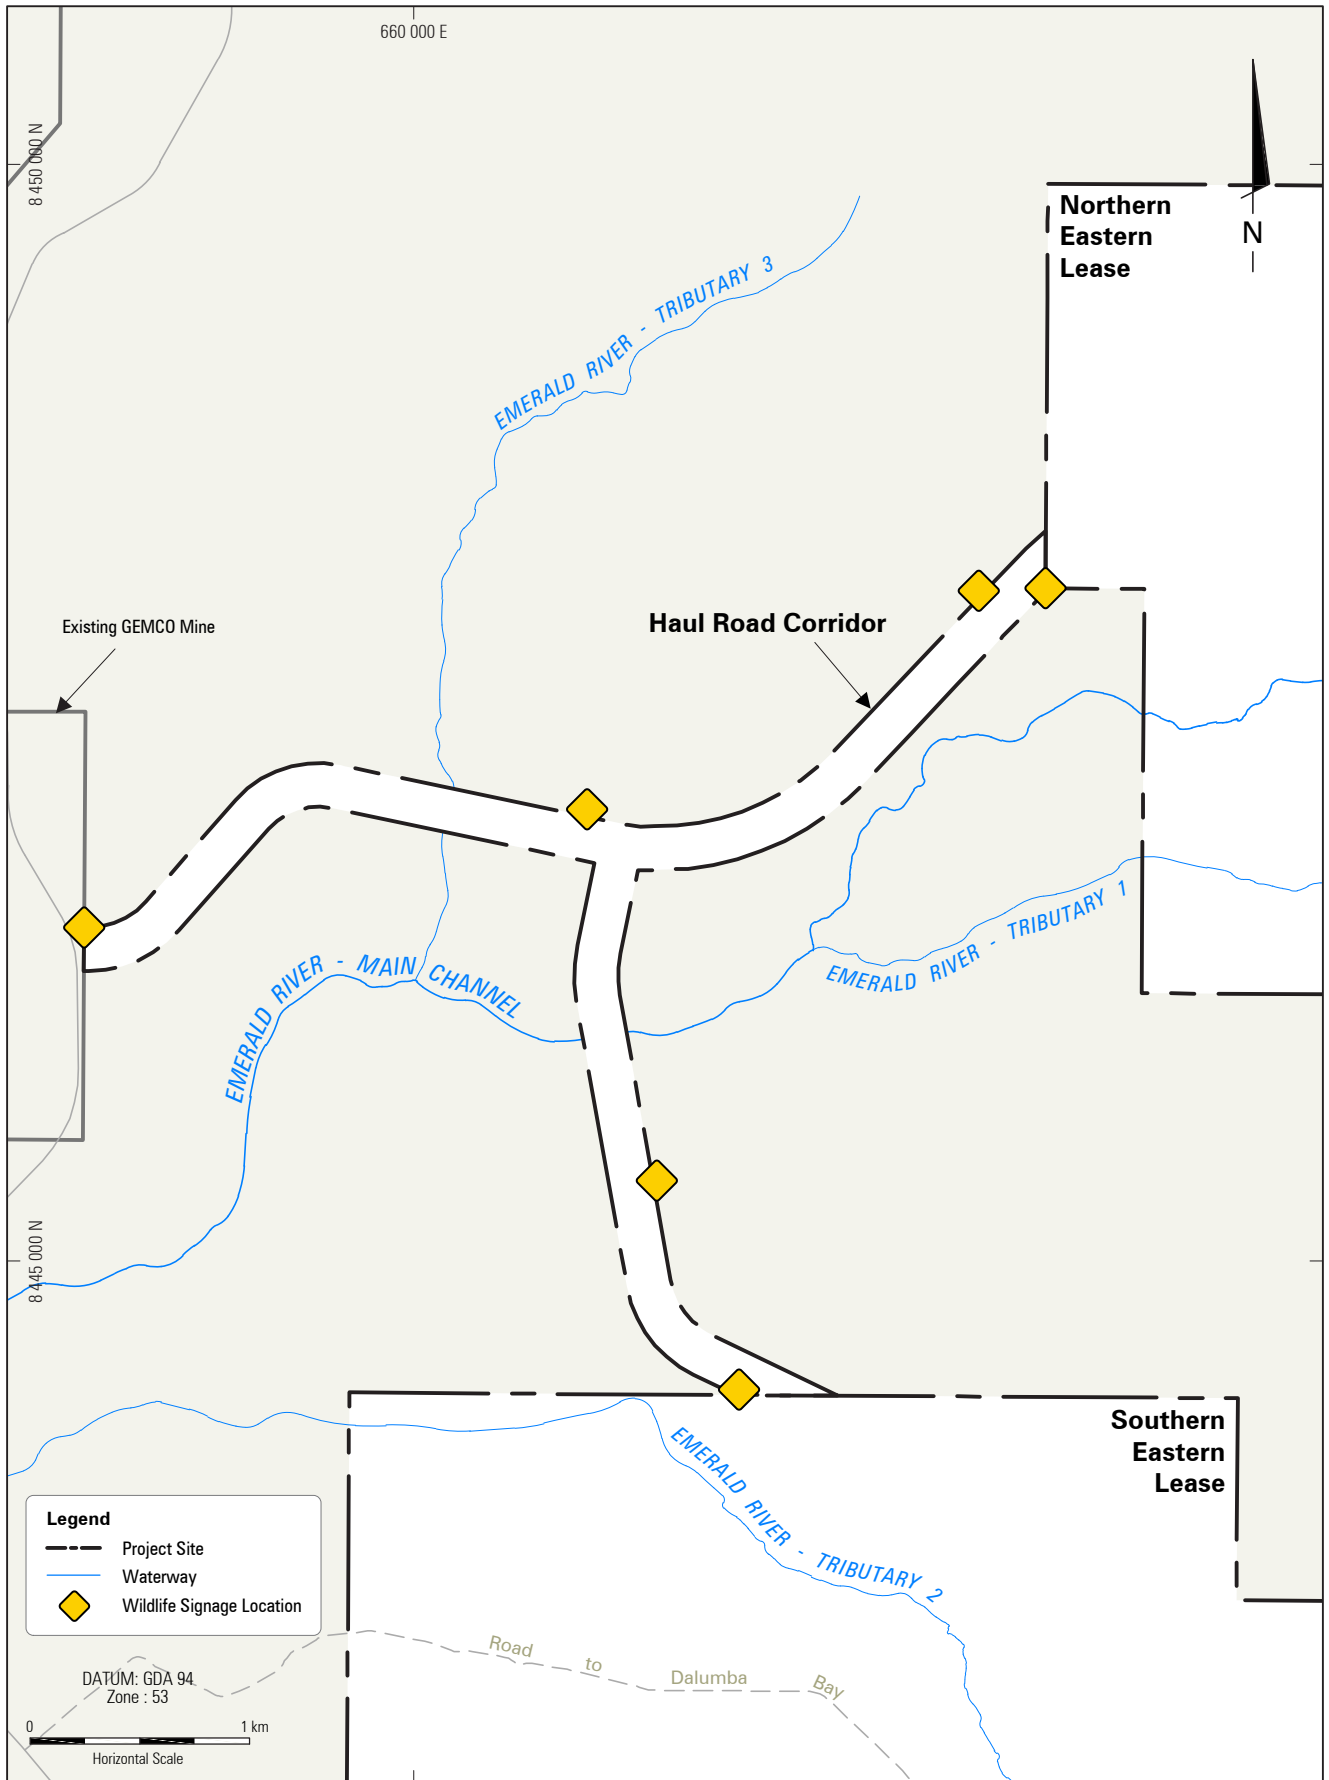 660 000 E
8 450 000 N
Northern
Eastern
Lease
N
EMERALD RIVER - TRIBUTARY 3
Existing GEMCO Mine
Haul Road Corridor
EMERALD RIVER - TRIBUTARY 1
EMERALD RIVER - MAIN CHANNEL
8 445 000 N
Southern
Eastern
Lease
EMERALD RIVER - TRIBUTARY 2
Legend
Project Site
Waterway
Wildlife Signage Location
Road to Dalumba Bay
DATUM: GDA 94
Zone : 53
0 1 km
Horizontal Scale